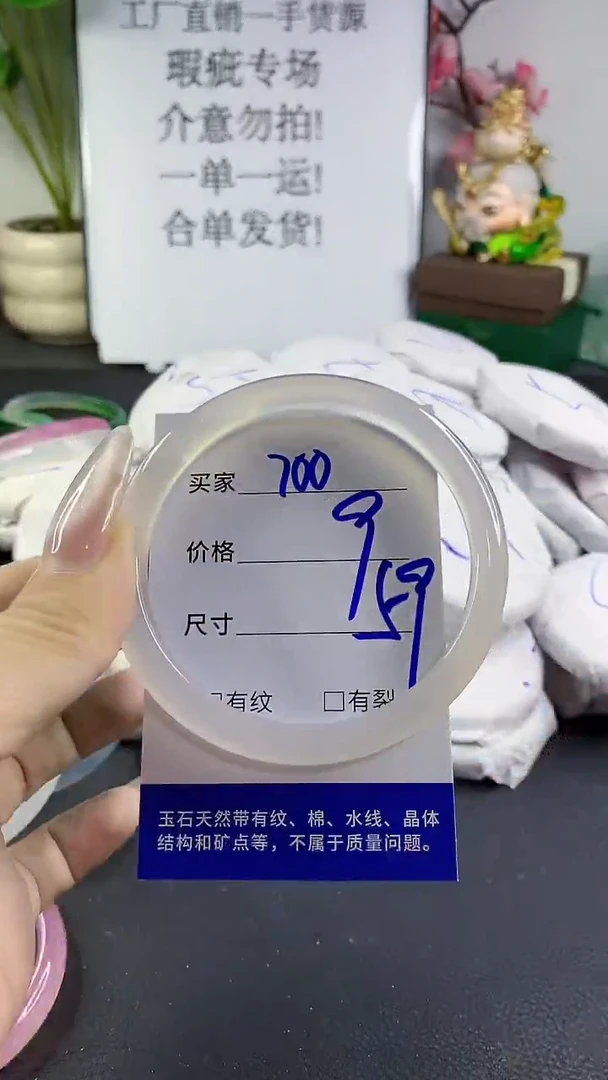 工厂直销一手货源
瑕疵专场
介意勿拍!
一单一运!
合单发货!
买家 700
价格 9
尺寸 59
□有纹 □有裂
玉石天然带有纹、棉、水线、晶体
结构和矿点等，不属于质量问题。